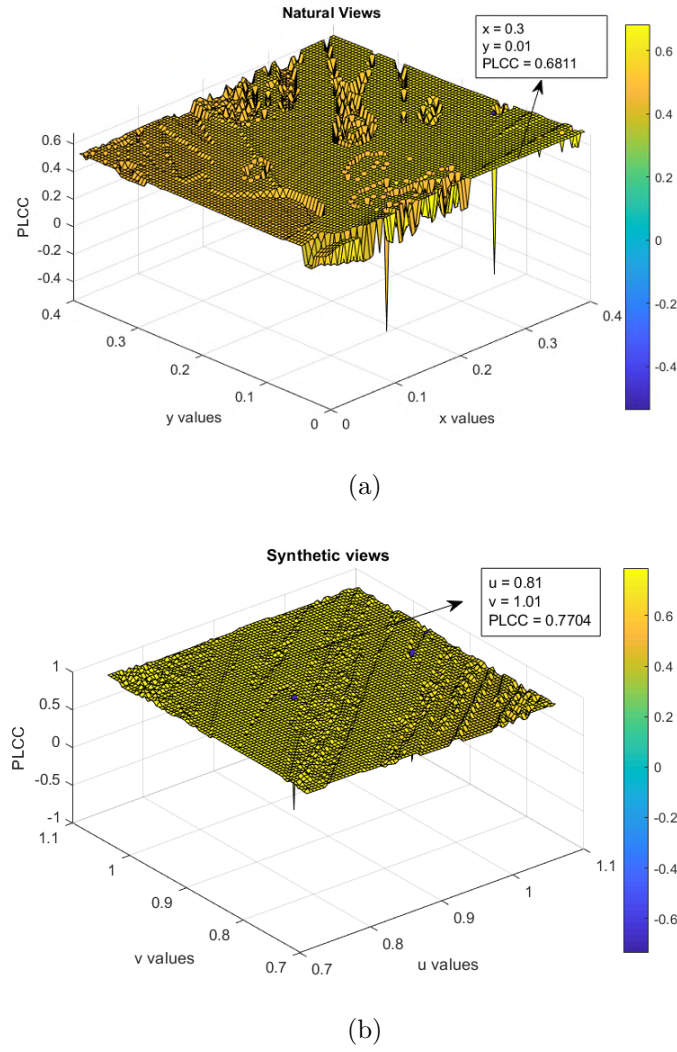 Natural Views
x = 0.3
y = 0.01
PLCC = 0.6811
0.6
0.4
0.2
0
-0.2
-0.4
PLCC
0.6
0.4
0.2
0
-0.2
-0.4
0.4
0.3
0.2
0.1
0
y values
0
0.1
0.2
0.3
0.4
x values
(a)
Synthetic views
u = 0.81
v = 1.01
PLCC = 0.7704
0.6
0.4
0.2
0
-0.2
-0.4
-0.6
PLCC
1
0.5
0
-0.5
-1
1.1
1
0.9
0.8
0.7
v values
0.7
0.8
0.9
1
1.1
u values
(b)